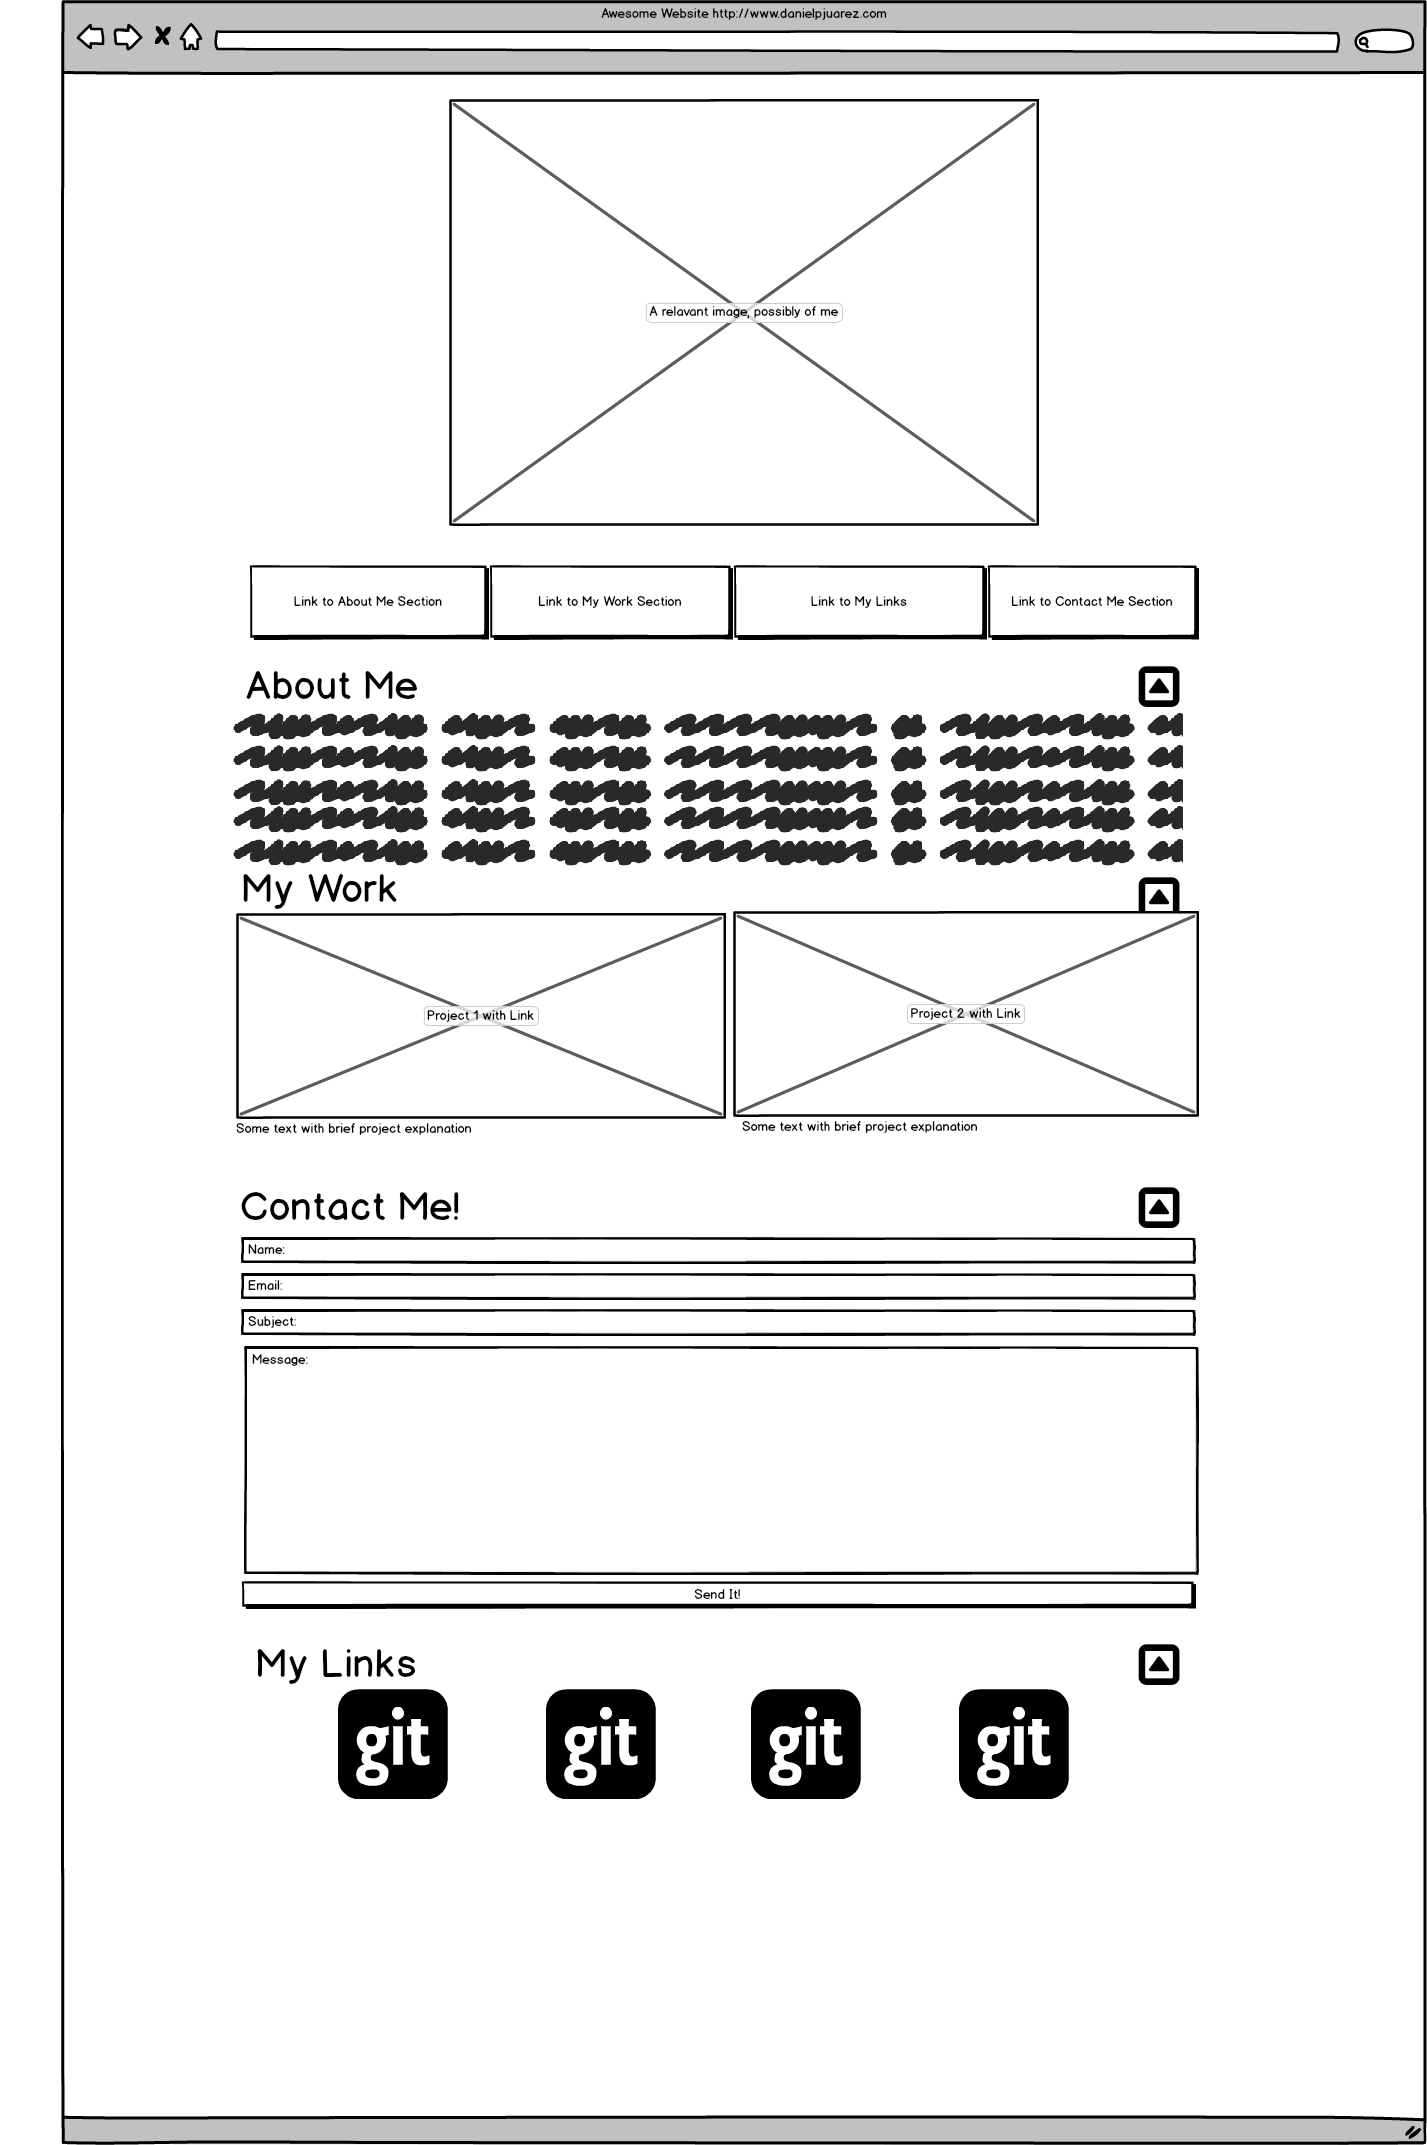 Awesome Website http://www.danielpjuarez.com
A relavant image, possibly of me
Link to About Me Section
Link to My Work Section
Link to My Links
Link to Contact Me Section
About Me
My Work
Project 1 with Link
Project 2 with Link
Some text with brief project explanation
Some text with brief project explanation
Contact Me!
Name:
Email:
Subject:
Message:
Send It!
My Links
git
git
git
git